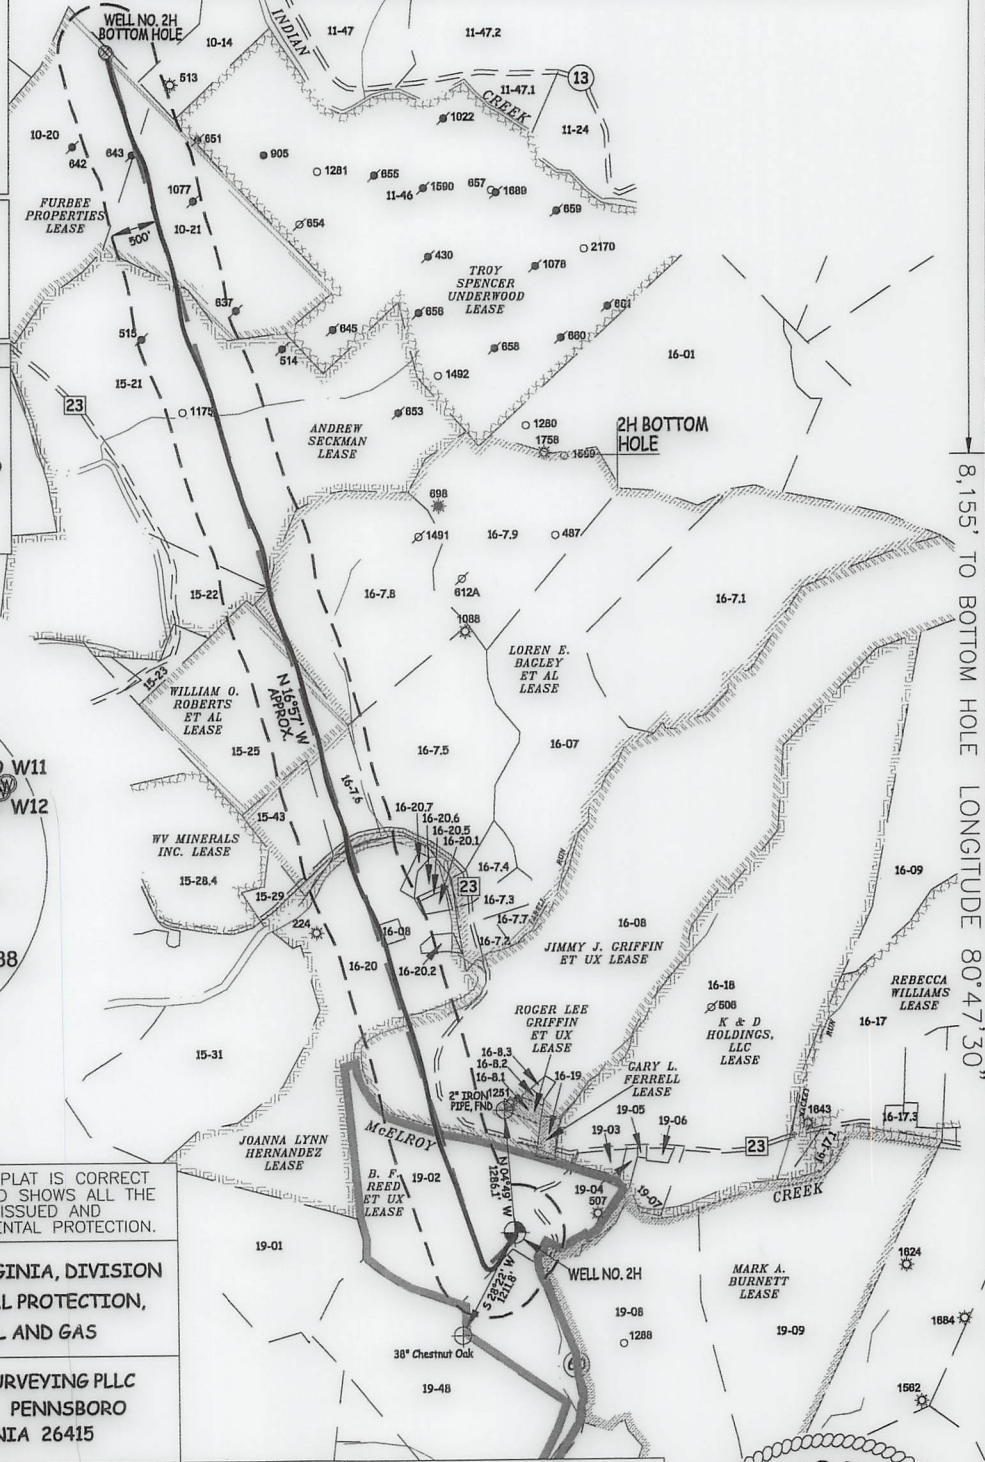 WELL NO. 2H
BOTTOM HOLE
10-14
INDIAN
11-47
11-47.2
513
11-47.1
CREEK
13
11-24
1022
10-20
642
643
651
905
1281
655
11-46
1590
657
1689
659
1077
FURBEE
PROPERTIES
LEASE
500'
10-21
654
430
2170
1078
TROY
SPENCER
UNDERWOOD
LEASE
637
656
661
645
660
515
514
658
16-01
15-21
1492
23
1175
653
ANDREW
SECKMAN
LEASE
1280
1758
1599
2H BOTTOM
HOLE
8,155' TO BOTTOM HOLE LONGITUDE 80°47'30"
698
1491
16-7.9
487
15-22
16-7.8
612A
1088
16-7.1
15-23
WILLIAM O.
ROBERTS
ET AL
LEASE
N 16°57' W
APPROX.
LOREN E.
BAGLEY
ET AL
LEASE
15-25
16-7.5
16-07
W11
W
W12
16-7.6
15-43
16-20.7
16-20.6
16-20.5
16-20.1
WV MINERALS
INC. LEASE
15-28.4
15-29
16-7.4
23
16-7.3
RUN
16-09
224
16-08
16-7.7
16-7.2
16-08
JIMMY J. GRIFFIN
ET UX LEASE
38
16-20
16-20.2
16-18
506
REBECCA
WILLIAMS
LEASE
ROGER LEE
GRIFFIN
ET UX
LEASE
K & D
HOLDINGS,
LLC
LEASE
16-17
RUN
15-31
16-8.3
16-8.2
16-8.1
16-19
GARY L.
FERRELL
LEASE
2" IRON
PIPE, FND
1251
19-05
19-06
19-03
1643
16-17.3
16-17.1
23
JOANNA LYNN
HERNANDEZ
LEASE
McELROY
B. F.
REED
ET UX
LEASE
19-02
N 04°49' W
1286.1'
19-04
507
19-07
CREEK
PLAT IS CORRECT
D SHOWS ALL THE
ISSUED AND
ENTAL PROTECTION.
19-01
S 28°22' W
1211.8'
WELL NO. 2H
MARK A.
BURNETT
LEASE
1624
GINIA, DIVISION
L PROTECTION,
L AND GAS
19-08
1288
19-09
1684
38" Chestnut Oak
60
19-48
1562
URVEYING PLLC
PENNSBORO
NIA 26415